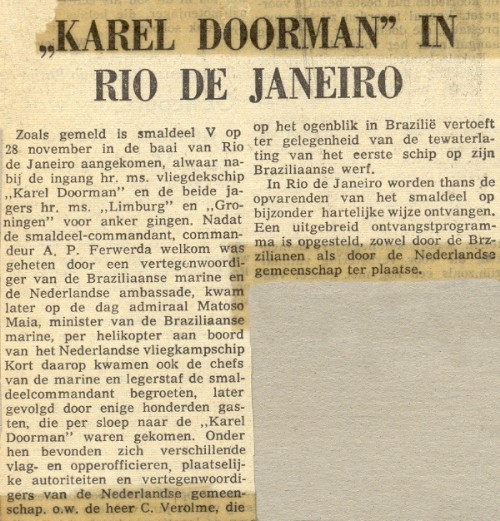 „KAREL DOORMAN” IN
RIO DE JANEIRO
Zoals gemeld is smaldeel V op
28 november in de baai van Rio
de Janeiro aangekomen, alwaar na-
bij de ingang hr. ms. vliegdekschip
„Karel Doorman” en de beide ja-
gers hr. ms. „Limburg” en „Gro-
ningen” voor anker gingen. Nadat
de smaldeel-commandant, comman-
deur A. P. Ferwerda welkom was
geheten door een vertegenwoordi-
ger van de Braziliaanse marine en
de Nederlandse ambassade, kwam
later op de dag admiraal Matoso
Maia, minister van de Braziliaanse
marine, per helikopter aan boord
van het Nederlandse vliegkampschip
Kort daarop kwamen ook de chefs
van de marine en legerstaf de smal-
deelcommandant begroeten, later
gevolgd door enige honderden gas-
ten, die per sloep naar de „Karel
Doorman” waren gekomen. Onder
hen bevonden zich verschillende
vlag- en opperofficieren, plaatselij-
ke autoriteiten en vertegenwoordi-
gers van de Nederlandse gemeen-
schap. o.w. de heer C. Verolme, die
op het ogenblik in Brazilië vertoeft
ter gelegenheid van de tewaterla-
ting van het eerste schip op zijn
Braziliaanse werf.
In Rio de Janeiro worden thans de
opvarenden van het smaldeel op
bijzonder hartelijke wijze ontvangen.
Een uitgebreid ontvangstprogram-
ma is opgesteld, zowel door de Brz-
zilianen als door de Nederlandse
gemeenschap ter plaatse.